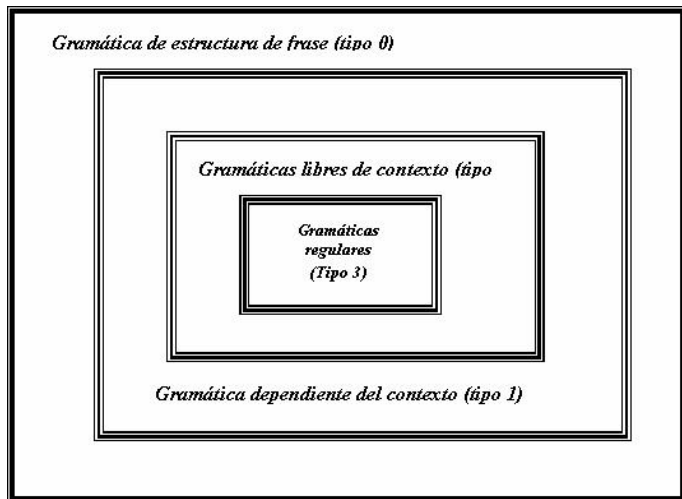 Gramática de estructura de frase (tipo 0)
Gramáticas libres de contexto (tipo
Gramáticas
regulares
(Tipo 3)
Gramática dependiente del contexto (tipo 1)